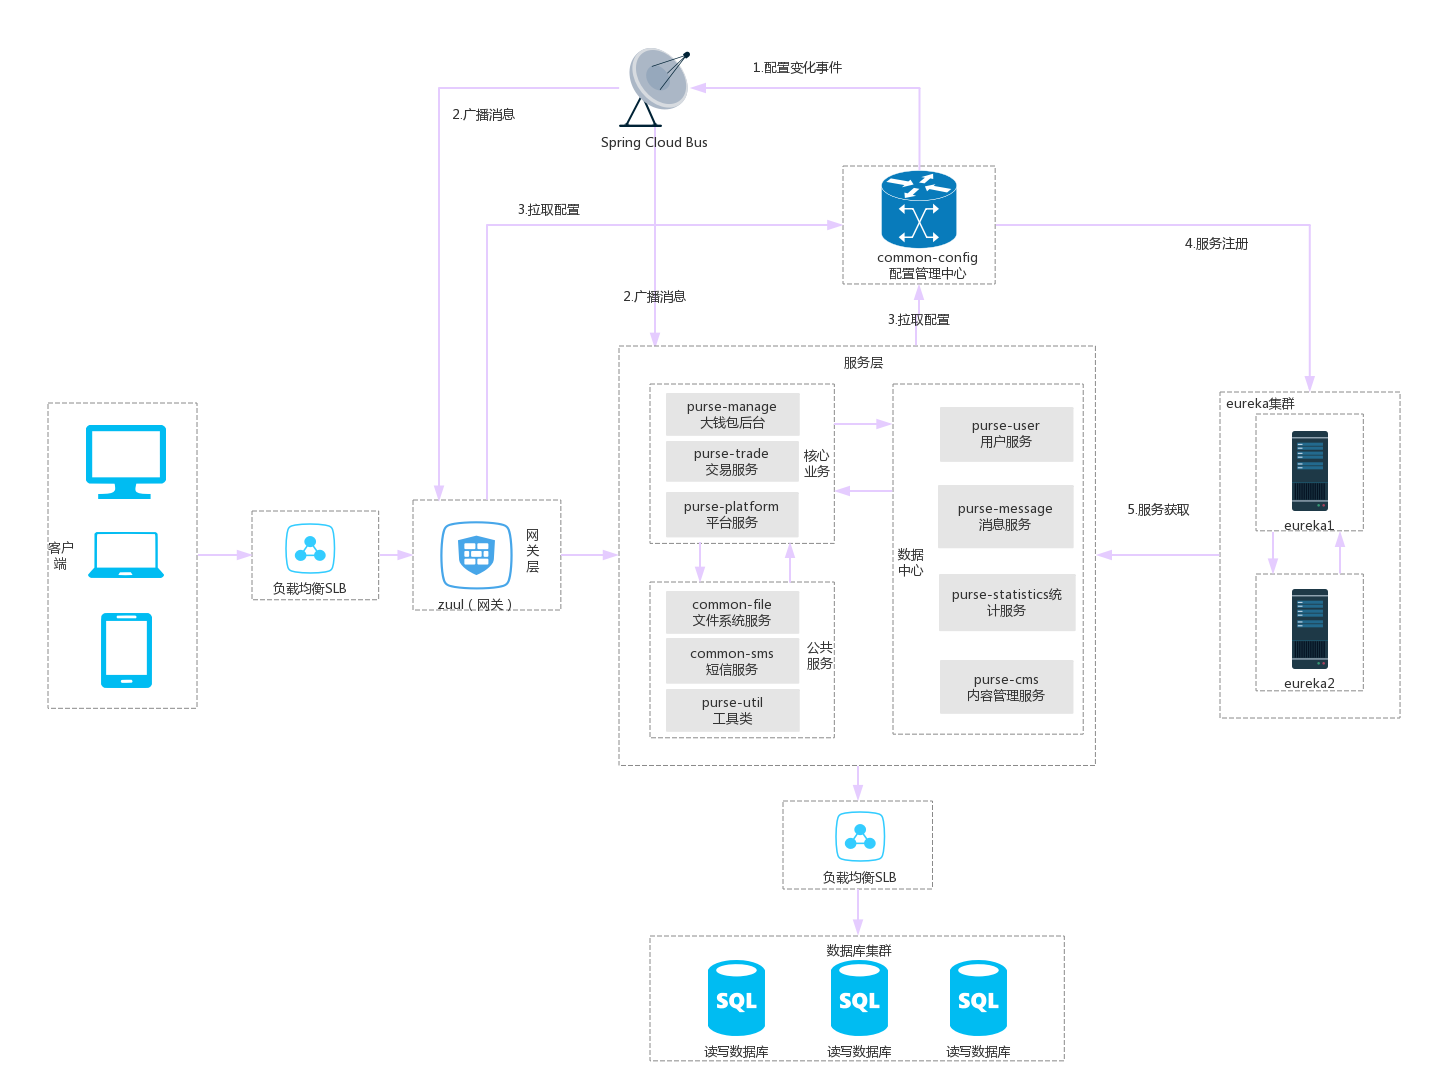 1.配置变化事件
2.广播消息
Spring Cloud Bus
3.拉取配置
4.服务注册
common-config
配置管理中心
2.广播消息
3.拉取配置
服务层
purse-manage
大钱包后台
purse-trade
交易服务
核心
业务
purse-platform
平台服务
purse-user
用户服务
purse-message
消息服务
数据
中心
purse-statistics统
计服务
purse-cms
内容管理服务
common-file
文件系统服务
common-sms
短信服务
公共
服务
purse-util
工具类
eureka集群
eureka1
eureka2
5.服务获取
客户
端
负载均衡SLB
网
关
层
zuul（网关）
负载均衡SLB
数据库集群
SQL
SQL
SQL
读写数据库
读写数据库
读写数据库